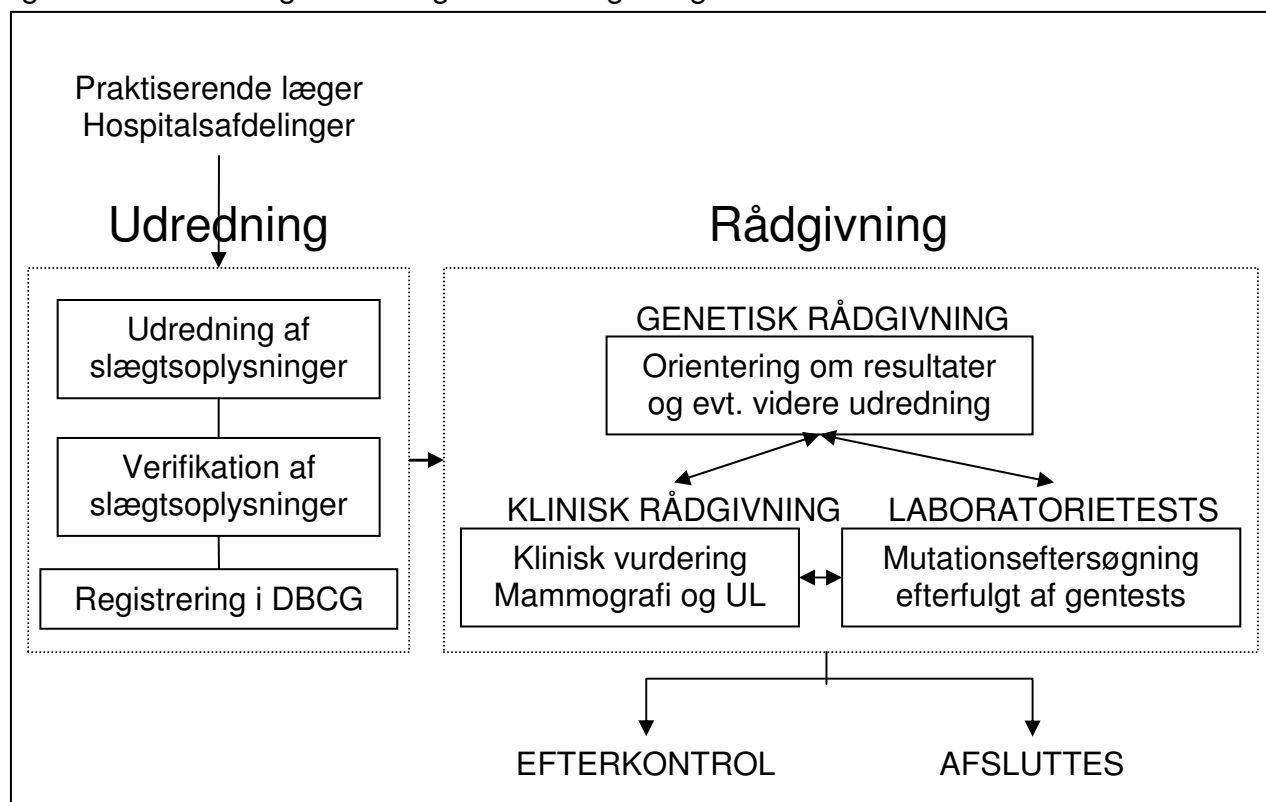 Praktiserende læger
Hospitalsafdelinger
Udredning
Udredning af
slægtsoplysninger
Verifikation af
slægtsoplysninger
Registrering i DBCG
Rådgivning
GENETISK RÅDGIVNING
Orientering om resultater
og evt. videre udredning
KLINISK RÅDGIVNING
Klinisk vurdering
Mammografi og UL
LABORATORIETESTS
Mutationseftersøgning
efterfulgt af gentests
EFTERKONTROL
AFSLUTTES